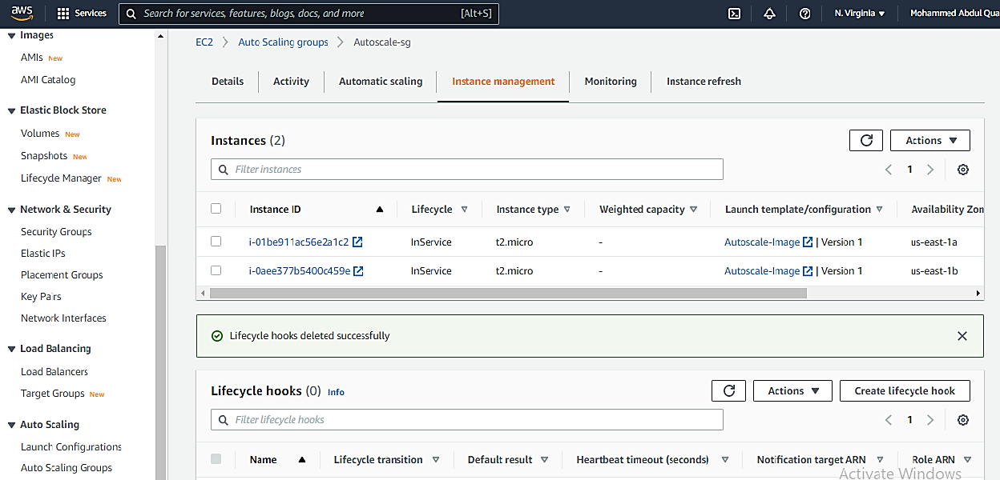 aws Services Search for services, features, blogs, docs, and more [Alt+S] N. Virginia Mohammed Abdul Qua
Images
AMIs New
AMI Catalog
Elastic Block Store
Volumes New
Snapshots New
Lifecycle Manager New
Network & Security
Security Groups
Elastic IPs
Placement Groups
Key Pairs
Network Interfaces
Load Balancing
Load Balancers
Target Groups New
Auto Scaling
Launch Configurations
Auto Scaling Groups
EC2 > Auto Scaling groups > Autoscale-sg
Details Activity Automatic scaling Instance management Monitoring Instance refresh
Instances (2) Actions
Filter instances 1
Instance ID Lifecycle Instance type Weighted capacity Launch template/configuration Availability Zon
i-01be911ac56e2a1c2 InService t2.micro - Autoscale-Image | Version 1 us-east-1a
i-0aee377b5400c459e InService t2.micro - Autoscale-Image | Version 1 us-east-1b
Lifecycle hooks deleted successfully
Lifecycle hooks (0) Info Actions Create lifecycle hook
Filter lifecycle hooks 1
Name Lifecycle transition Default result Heartbeat timeout (seconds) Notification target ARN Role ARN
Activate Windows